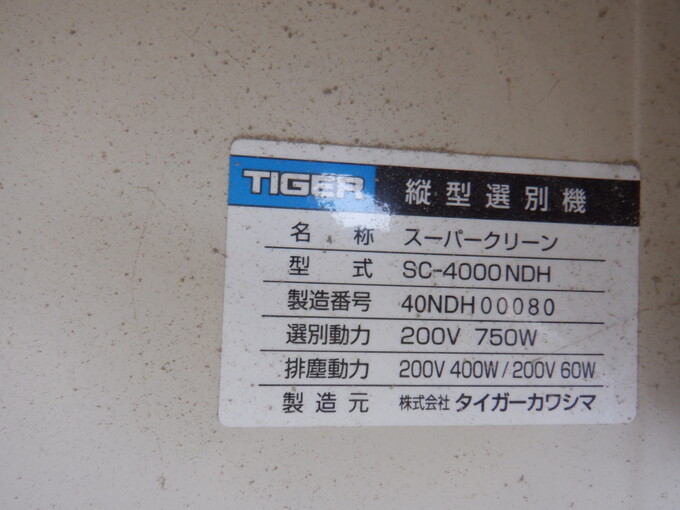 TIGER 縦型選別機
名称 スーパークリーン
型式 SC-4000NDH
製造番号 40NDH00080
選別動力 200V 750W
排塵動力 200V 400W/200V 60W
製造元 株式会社 タイガーカワシマ